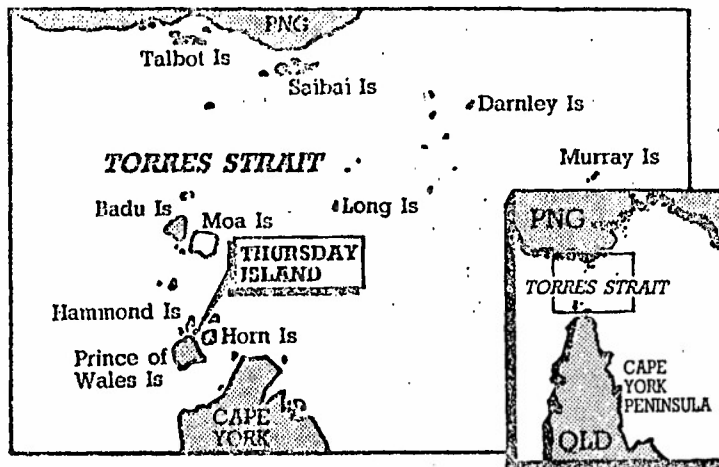 PNG
Talbot Is
Saibai Is
Darnley Is
TORRES STRAIT
Murray Is
Badu Is
Moa Is
Long Is
THURSDAY
ISLAND
Hammond Is
Horn Is
Prince of
Wales Is
CAPE
YORK
PNG
TORRES STRAIT
CAPE
YORK
PENINSULA
QLD